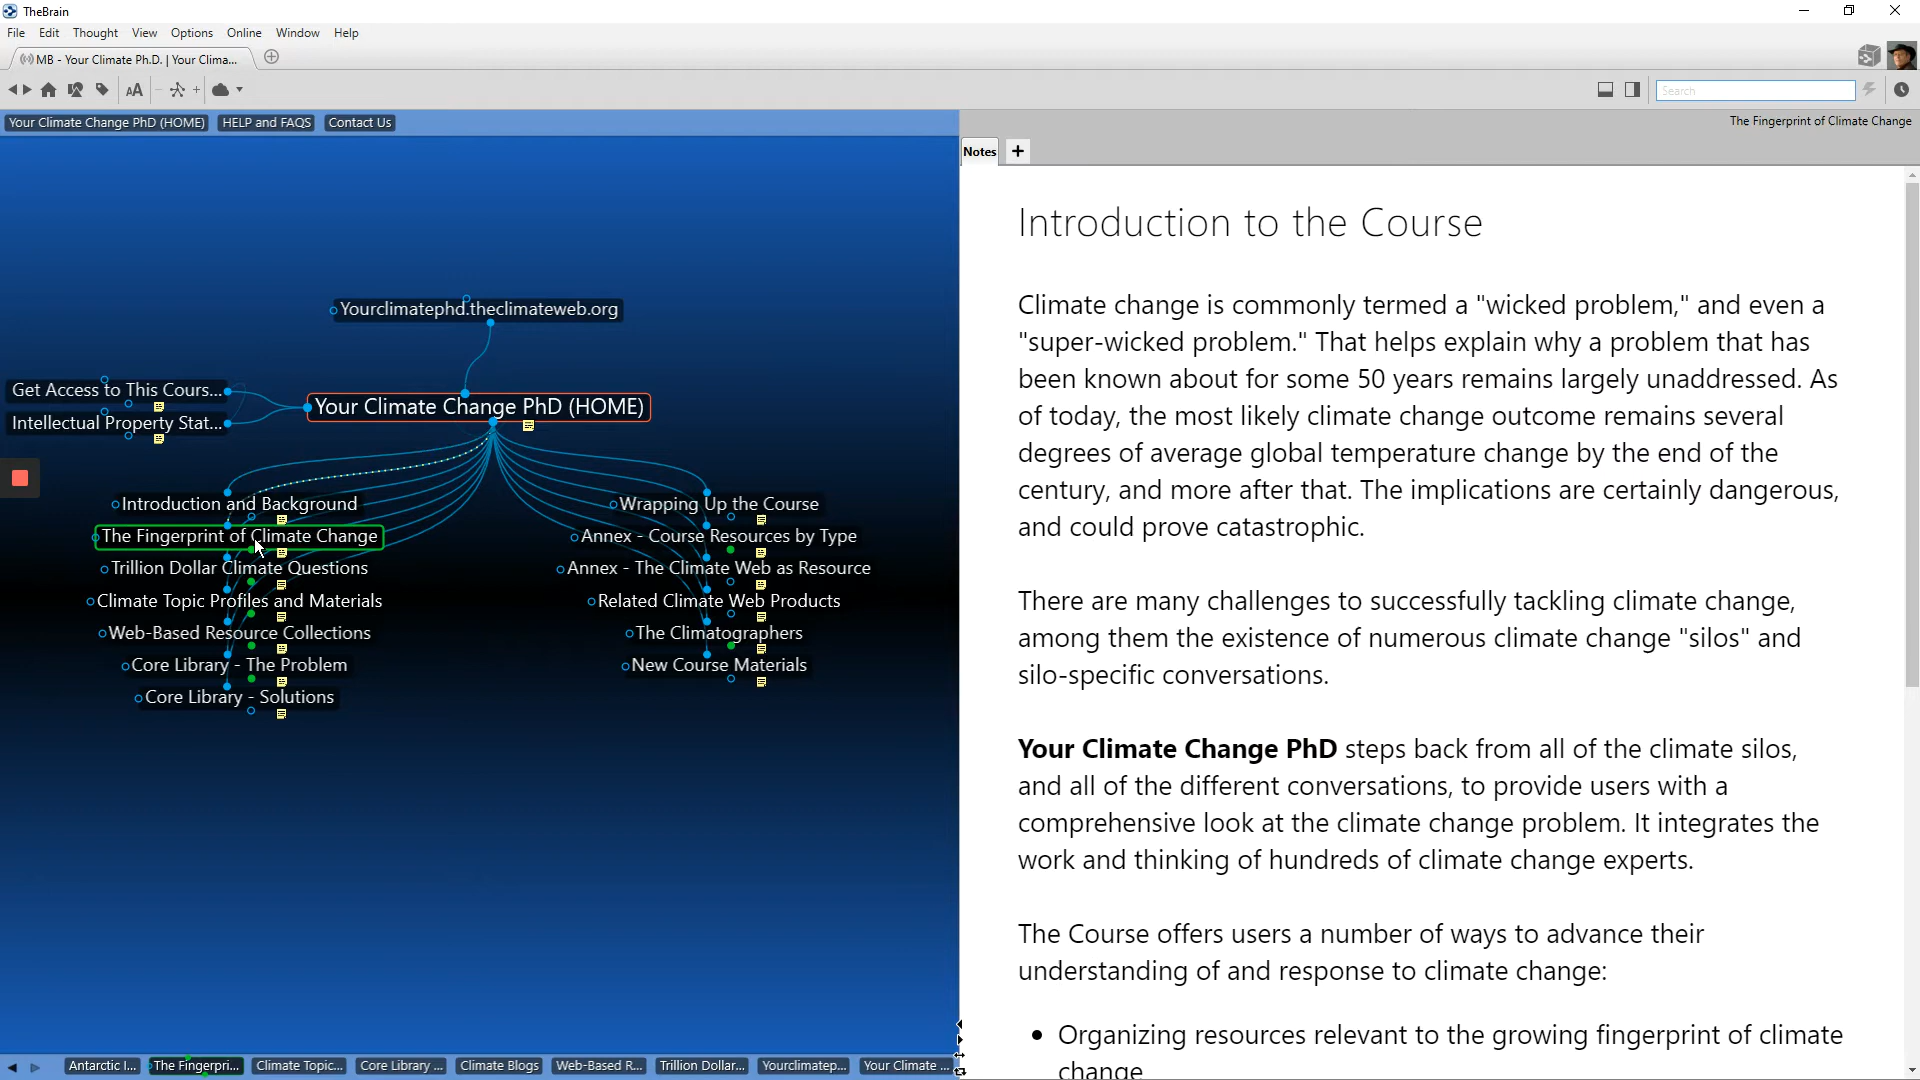 TheBrain
File Edit Thought View Options Online Window Help
MB - Your Climate Ph.D. | Your Clima...
AA
Search
Your Climate Change PhD (HOME)
HELP and FAQS
Contact Us
The Fingerprint of Climate Change
Notes
Yourclimatephd.theclimateweb.org
Get Access to This Cours...
Intellectual Property Stat...
Your Climate Change PhD (HOME)
Introduction and Background
The Fingerprint of Climate Change
Trillion Dollar Climate Questions
Climate Topic Profiles and Materials
Web-Based Resource Collections
Core Library - The Problem
Core Library - Solutions
Wrapping Up the Course
Annex - Course Resources by Type
Annex - The Climate Web as Resource
Related Climate Web Products
The Climatographers
New Course Materials
Introduction to the Course
Climate change is commonly termed a "wicked problem," and even a
"super-wicked problem." That helps explain why a problem that has
been known about for some 50 years remains largely unaddressed. As
of today, the most likely climate change outcome remains several
degrees of average global temperature change by the end of the
century, and more after that. The implications are certainly dangerous,
and could prove catastrophic.
There are many challenges to successfully tackling climate change,
among them the existence of numerous climate change "silos" and
silo-specific conversations.
Your Climate Change PhD steps back from all of the climate silos,
and all of the different conversations, to provide users with a
comprehensive look at the climate change problem. It integrates the
work and thinking of hundreds of climate change experts.
The Course offers users a number of ways to advance their
understanding of and response to climate change:
• Organizing resources relevant to the growing fingerprint of climate
change
Antarctic I...
The Fingerpri...
Climate Topic...
Core Library ...
Climate Blogs
Web-Based R...
Trillion Dollar...
Yourclimatep...
Your Climate ...